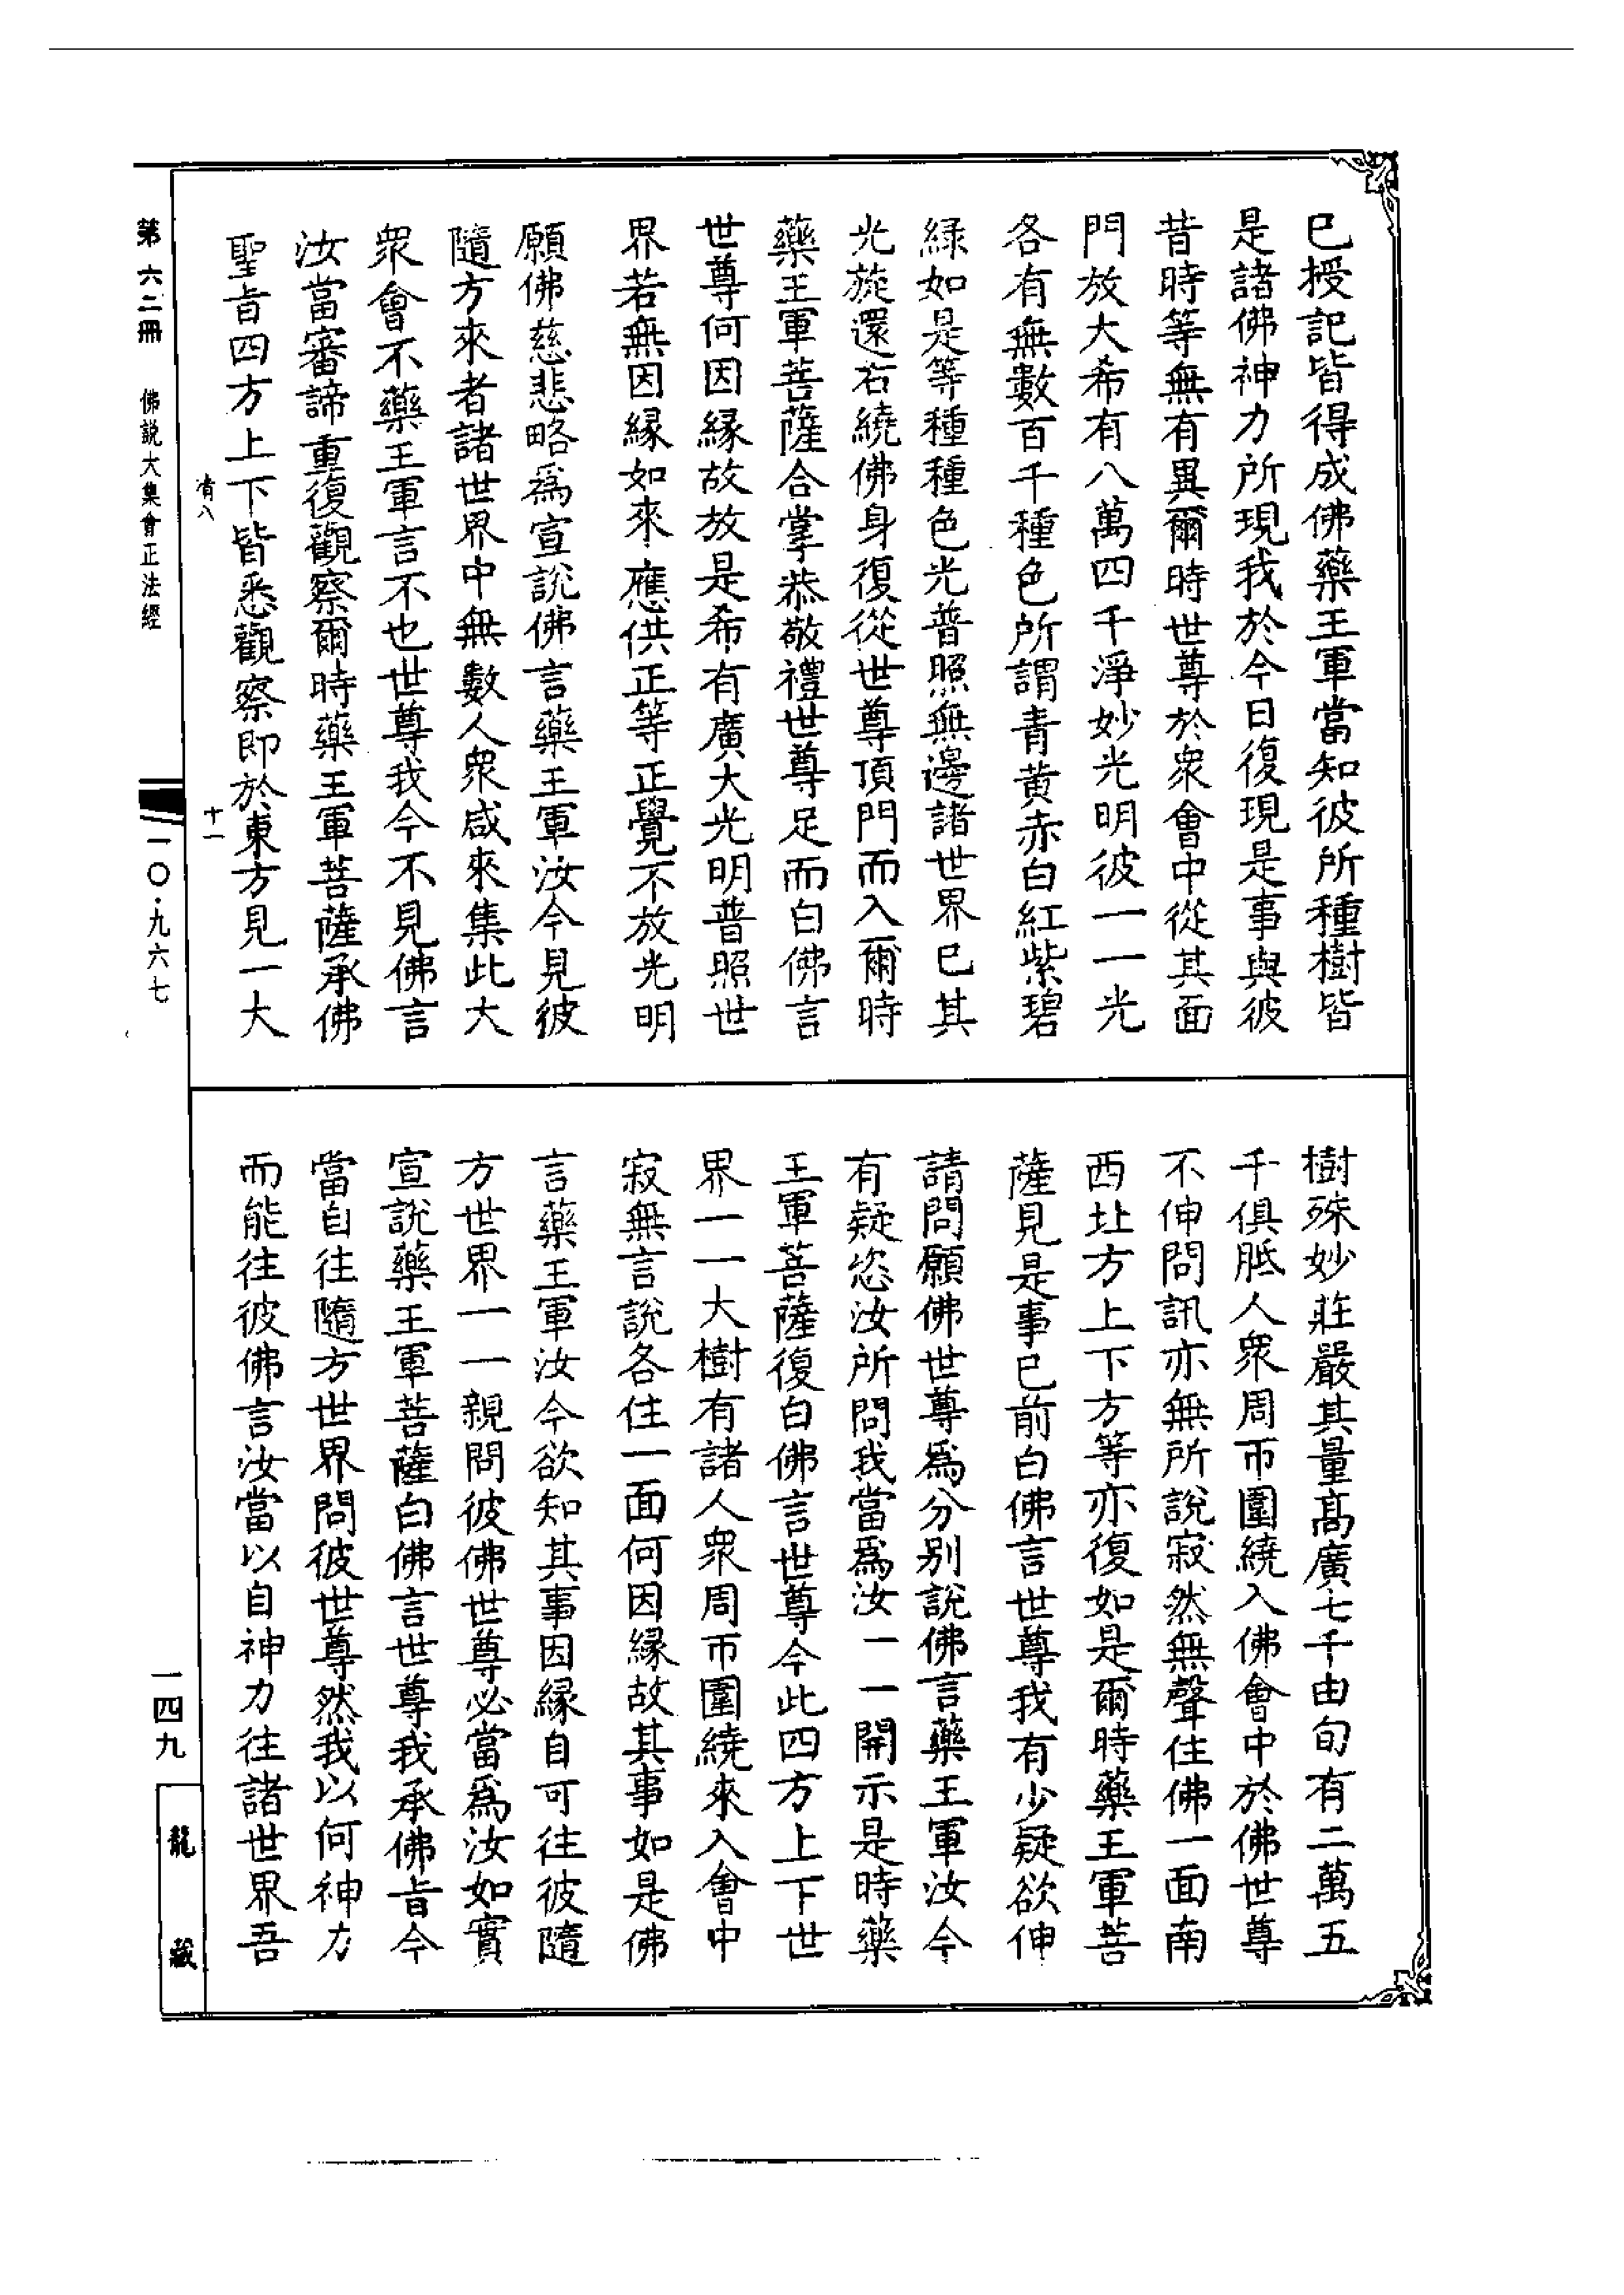 已授記皆得成佛藥王軍當知彼所種樹皆
是諸佛神力所現我於今日復現是事與彼
昔時等無有異爾時世尊於衆會中從其面
門放大希有八萬四千淨妙光明彼一一光
各有無數百千種色所謂青黄赤白紅紫碧
綠如是等種種色光普照無邊諸世界已其
光旋還右繞佛身復從世尊頂門而入爾時
藥王軍菩薩合掌恭敬禮世尊足而白佛言
世尊何因縁故放是希有廣大光明普照世
界若無因縁如來應供正等正覺不放光明
願佛慈悲略爲宣說佛言藥王軍汝今見彼
隨方來者諸世界中無數人衆咸來集此大
衆會不藥王軍言不也世尊我今不見佛言
汝當審諦重復觀察爾時藥王軍菩薩承佛
聖旨四方上下皆悉觀察即於東方見一大
樹殊妙莊嚴其量高廣七千由旬有二萬五
千俱胝人衆周帀圍繞入佛會中於佛世尊
不伸問訊亦無所說寂然無聲住佛一面南
西北方上下方等亦復如是爾時藥王軍菩
薩見是事已前白佛言世尊我有少疑欲伸
請問願佛世尊爲分别說佛言藥王軍汝今
有疑恣汝所問我當爲汝一一開示是時藥
王軍菩薩復白佛言世尊今此四方上下世
界一一大樹有諸人衆周帀圍繞來入會中
寂無言說各住一面何因縁故其事如是佛
言藥王軍汝今欲知其事因縁自可往彼隨
方世界一一親問彼佛世尊必當爲汝如實
宣說藥王軍菩薩白佛言世尊我承佛旨今
當自往隨方世界問彼世尊然我以何神力
而能往彼佛言汝當以自神力往諸世界吾
八
十一
第六二冊　佛説大集會正法經
一〇·九六七
一四九
龍藏